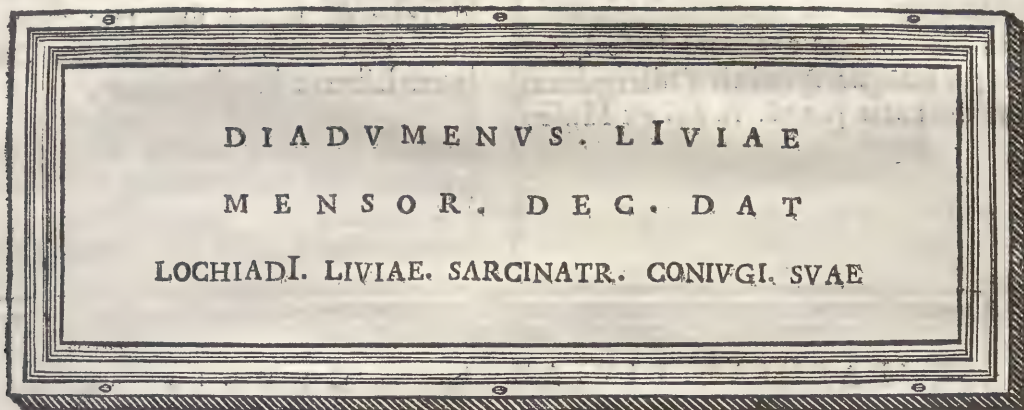 DIADVMENVS. LIVIAE
MENSOR. DEC. DAT
LOCHIADI. LIVIAE. SARCINATR. CONIVGI. SVAE